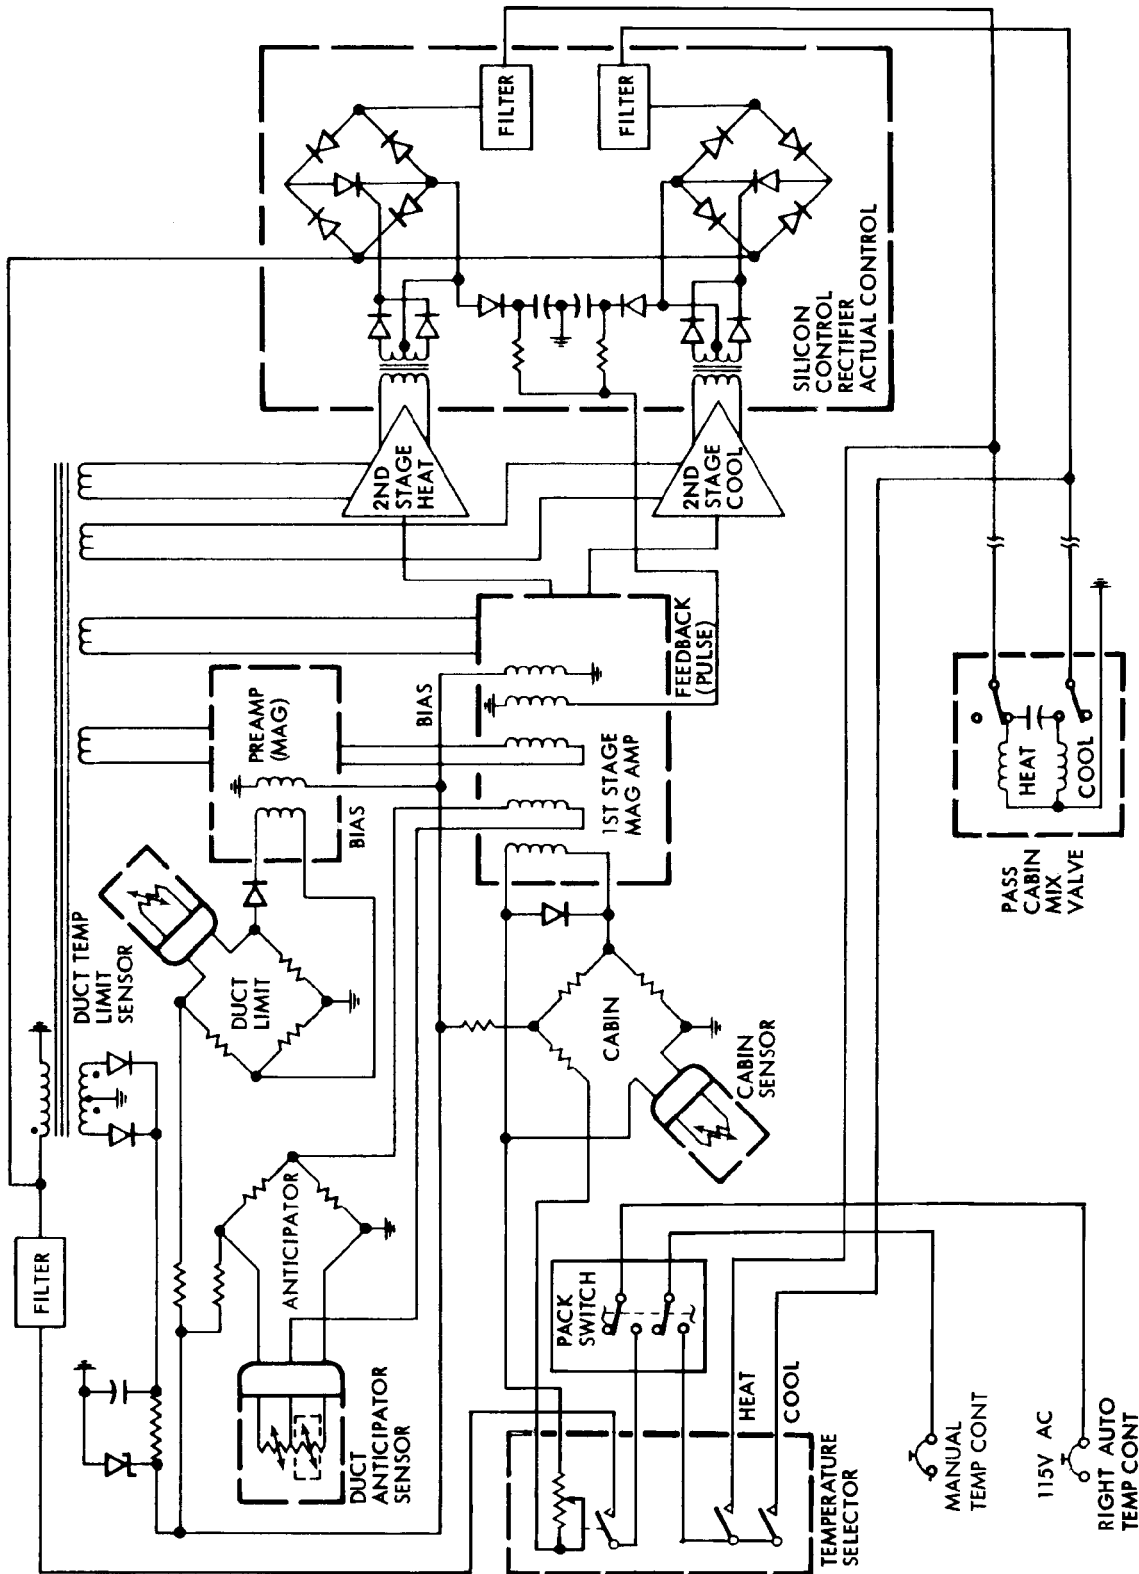 FILTER
FILTER
SILICON
CONTROL
RECTIFIER
ACTUAL CONTROL
2ND
STAGE
HEAT
2ND
STAGE
COOL
FEEDBACK
(PULSE)
PREAMP
(MAG)
BIAS
BIAS
1ST STAGE
MAG AMP
HEAT
COOL
PASS
CABIN
MIX
VALVE
DUCT TEMP
LIMIT
SENSOR
DUCT
LIMIT
CABIN
CABIN
SENSOR
FILTER
ANTICIPATOR
DUCT
ANTICIPATOR
SENSOR
PACK
SWITCH
HEAT
COOL
TEMPERATURE
SELECTOR
MANUAL
TEMP CONT
115V AC
RIGHT AUTO
TEMP CONT